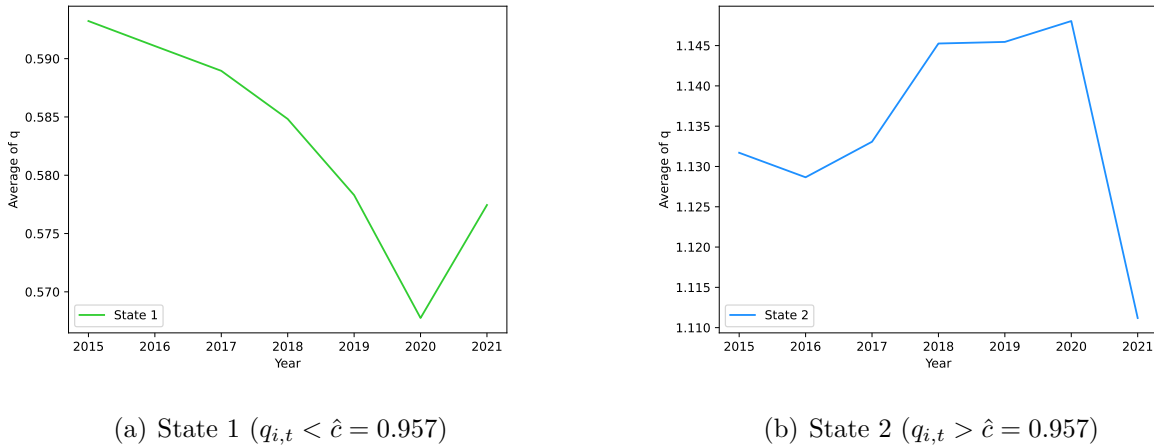 0.590
0.585
0.580
0.575
0.570
Average of q
State 1
2015 2016 2017 2018 2019 2020 2021
Year
(a) State 1 (q_{i,t} < ĉ = 0.957)
1.145
1.140
1.135
1.130
1.125
1.120
1.115
1.110
Average of q
State 2
2015 2016 2017 2018 2019 2020 2021
Year
(b) State 2 (q_{i,t} > ĉ = 0.957)